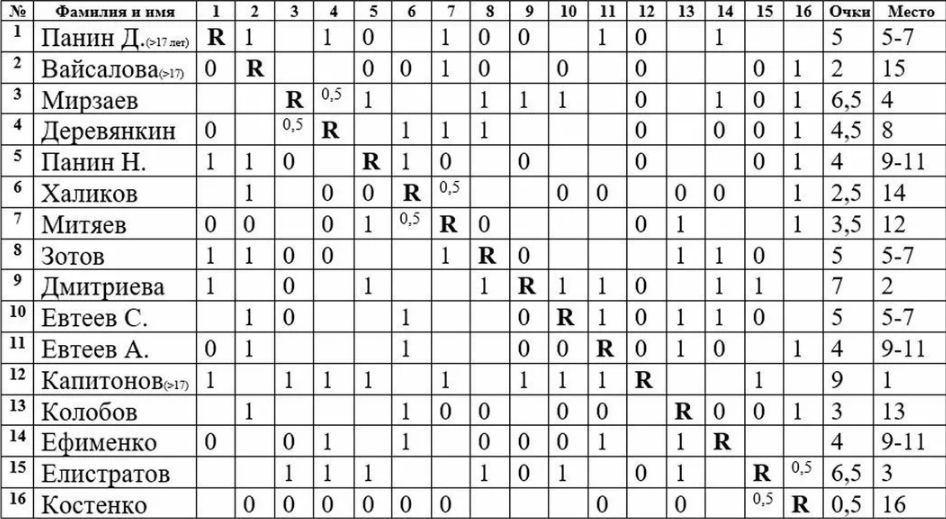 № Фамилия и имя 1 2 3 4 5 6 7 8 9 10 11 12 13 14 15 16 Очки Место
1 Панин Д.(>17 лет) R 1 1 0 1 0 0 1 0 1 5 5-7
2 Вайсалова(>17) 0 R 0 0 1 0 0 0 0 1 2 15
3 Мирзаев R 0,5 1 1 1 1 0 1 0 1 6,5 4
4 Деревянкин 0 0,5 R 1 1 1 0 0 0 1 4,5 8
5 Панин Н. 1 1 0 R 1 0 0 0 0 1 4 9-11
6 Халиков 1 0 0 R 0,5 0 0 0 0 1 2,5 14
7 Митяев 0 0 0 1 0,5 R 0 0 1 1 3,5 12
8 Зотов 1 1 0 0 1 R 0 1 1 0 5 5-7
9 Дмитриева 1 0 1 1 R 1 1 0 1 1 7 2
10 Евтеев С. 1 0 1 0 R 1 0 1 1 0 5 5-7
11 Евтеев А. 0 1 1 0 0 R 0 1 0 1 4 9-11
12 Капитонов(>17) 1 1 1 1 1 1 1 1 R 1 9 1
13 Колобов 1 1 0 0 0 0 R 0 0 1 3 13
14 Ефименко 0 0 1 1 0 0 0 1 1 R 4 9-11
15 Елистратов 1 1 1 1 0 1 0 1 R 0,5 6,5 3
16 Костенко 0 0 0 0 0 0 0 0 0,5 R 0,5 16